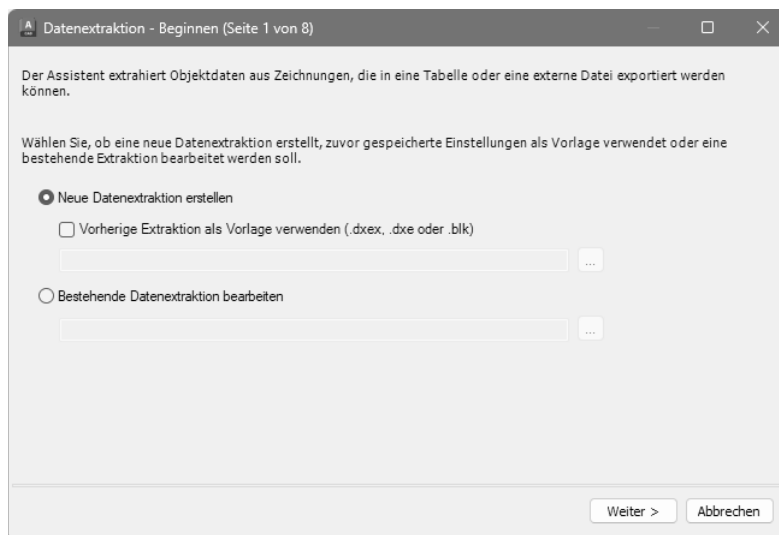 Datenextraktion - Beginnen (Seite 1 von 8)
Der Assistent extrahiert Objektdaten aus Zeichnungen, die in eine Tabelle oder eine externe Datei exportiert werden
können.
Wählen Sie, ob eine neue Datenextraktion erstellt, zuvor gespeicherte Einstellungen als Vorlage verwendet oder eine
bestehende Extraktion bearbeitet werden soll.
Neue Datenextraktion erstellen
Vorherige Extraktion als Vorlage verwenden (.dxex, .dxe oder .blk)
...
Bestehende Datenextraktion bearbeiten
...
Weiter > Abbrechen